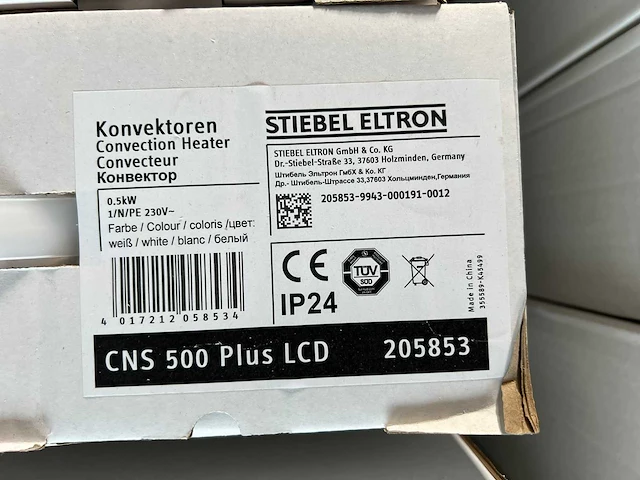 Konvektoren
Convection Heater
Convecteur
Конвектор
0.5kW
1/N/PE 230V~
Farbe / Colour / coloris /цвет:
weiß / white / blanc / белый
4 017212 058534
STIEBEL ELTRON
STIEBEL ELTRON GmbH & Co. KG
Dr.-Stiebel-Straße 33, 37603 Holzminden, Germany
Штибель Эльтрон ГмбХ & Ко. КГ
Др.- Штибель-Штрассе 33,37603 Хольцминден,Германия
205853-9943-000191-0012
CE
IP24
TÜV
SÜD
Made in China
355589-K45499
CNS 500 Plus LCD 205853